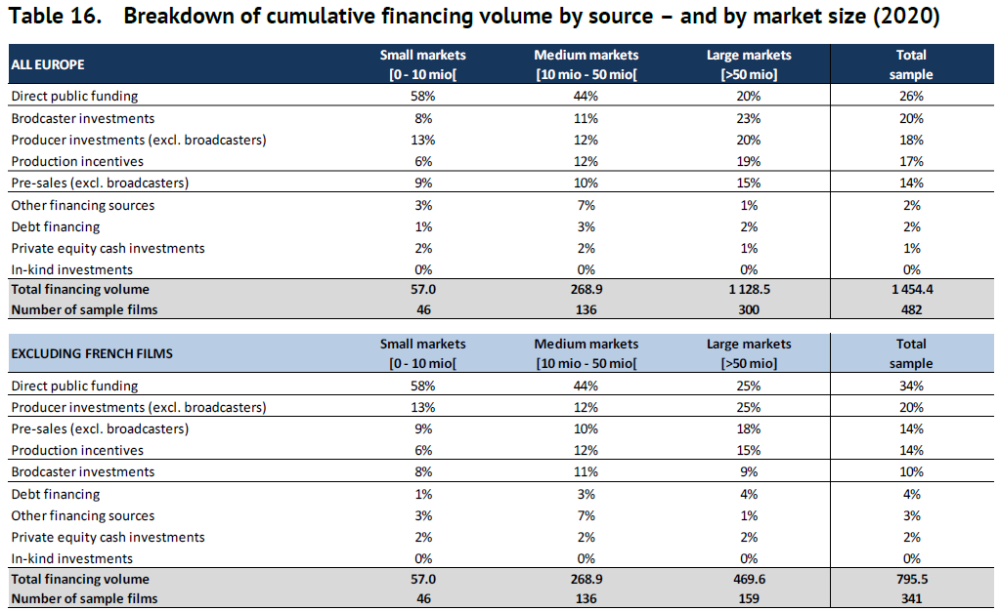 Table 16. Breakdown of cumulative financing volume by source – and by market size (2020)
ALL EUROPE Small markets [0 - 10 mio[ Medium markets [10 mio - 50 mio[ Large markets [>50 mio] Total sample
Direct public funding 58% 44% 20% 26%
Brodcaster investments 8% 11% 23% 20%
Producer investments (excl. broadcasters) 13% 12% 20% 18%
Production incentives 6% 12% 19% 17%
Pre-sales (excl. broadcasters) 9% 10% 15% 14%
Other financing sources 3% 7% 1% 2%
Debt financing 1% 3% 2% 2%
Private equity cash investments 2% 2% 1% 1%
In-kind investments 0% 0% 0% 0%
Total financing volume 57.0 268.9 1 128.5 1 454.4
Number of sample films 46 136 300 482
EXCLUDING FRENCH FILMS Small markets [0 - 10 mio[ Medium markets [10 mio - 50 mio[ Large markets [>50 mio] Total sample
Direct public funding 58% 44% 25% 34%
Producer investments (excl. broadcasters) 13% 12% 25% 20%
Pre-sales (excl. broadcasters) 9% 10% 18% 14%
Production incentives 6% 12% 15% 14%
Brodcaster investments 8% 11% 9% 10%
Debt financing 1% 3% 4% 4%
Other financing sources 3% 7% 1% 3%
Private equity cash investments 2% 2% 2% 2%
In-kind investments 0% 0% 0% 0%
Total financing volume 57.0 268.9 469.6 795.5
Number of sample films 46 136 159 341